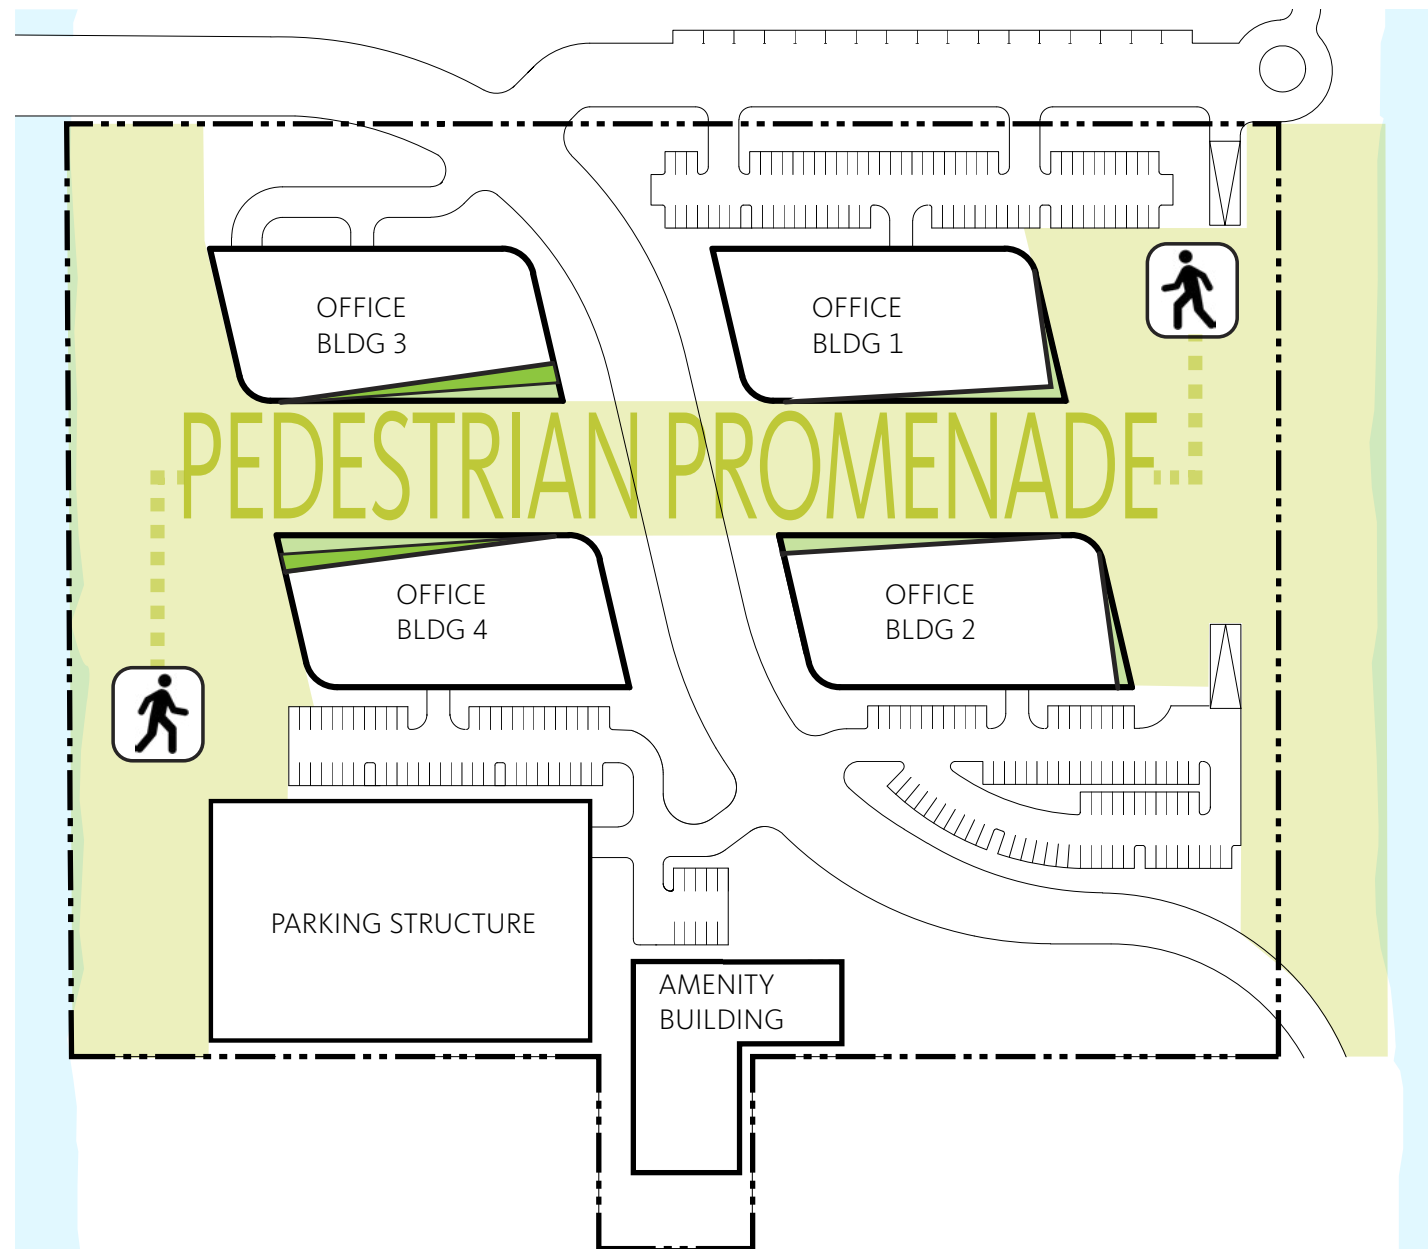 OFFICE
BLDG 3
OFFICE
BLDG 1
PEDESTRIAN PROMENADE
OFFICE
BLDG 4
OFFICE
BLDG 2
PARKING STRUCTURE
AMENITY
BUILDING